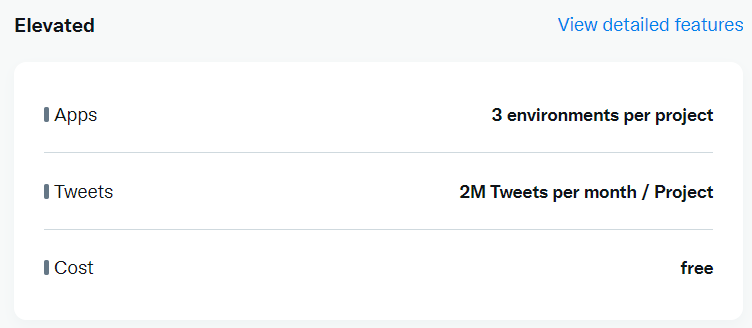 Elevated View detailed features
Apps 3 environments per project
Tweets 2M Tweets per month / Project
Cost free